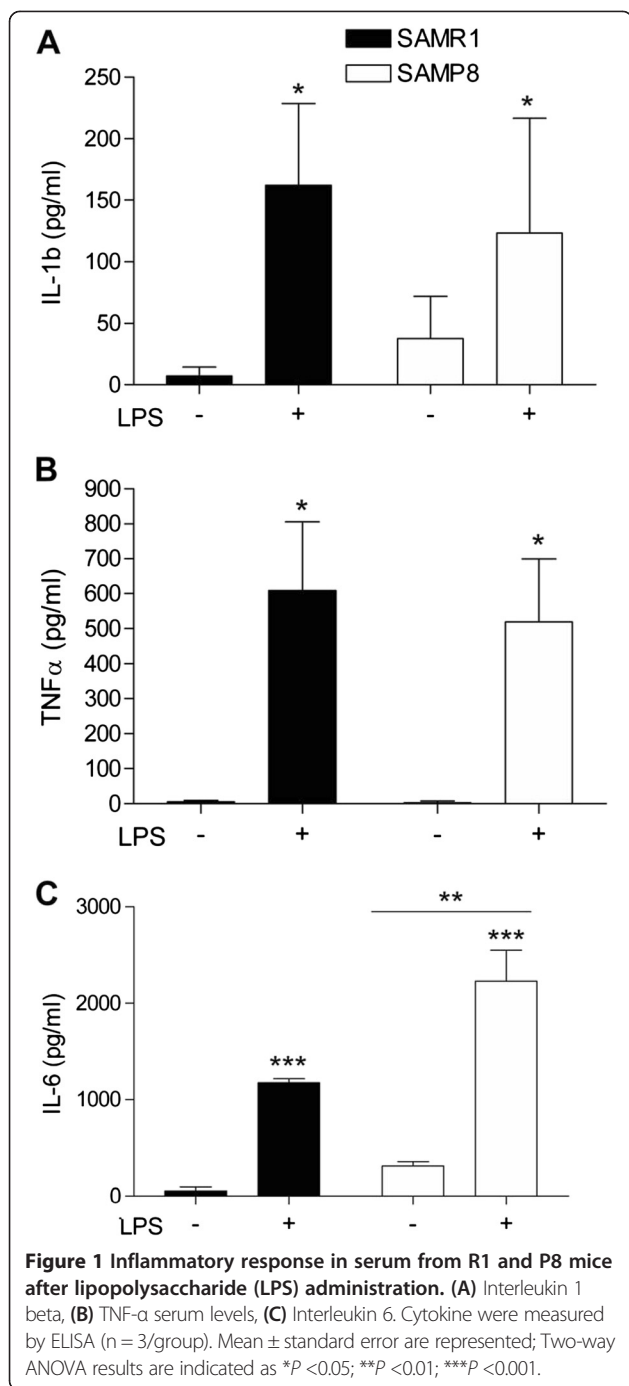 A
SAMR1
SAMP8
IL-1b (pg/ml)
250
200
150
100
50
0
* *
LPS - + - +
B
TNFα (pg/ml)
900
800
700
600
500
400
300
200
100
0
* *
LPS - + - +
C
IL-6 (pg/ml)
3000
2000
1000
0
**
*** ***
LPS - + - +
Figure 1 Inflammatory response in serum from R1 and P8 mice
after lipopolysaccharide (LPS) administration. (A) Interleukin 1
beta, (B) TNF-α serum levels, (C) Interleukin 6. Cytokine were measured
by ELISA (n = 3/group). Mean ± standard error are represented; Two-way
ANOVA results are indicated as *P <0.05; **P <0.01; ***P <0.001.